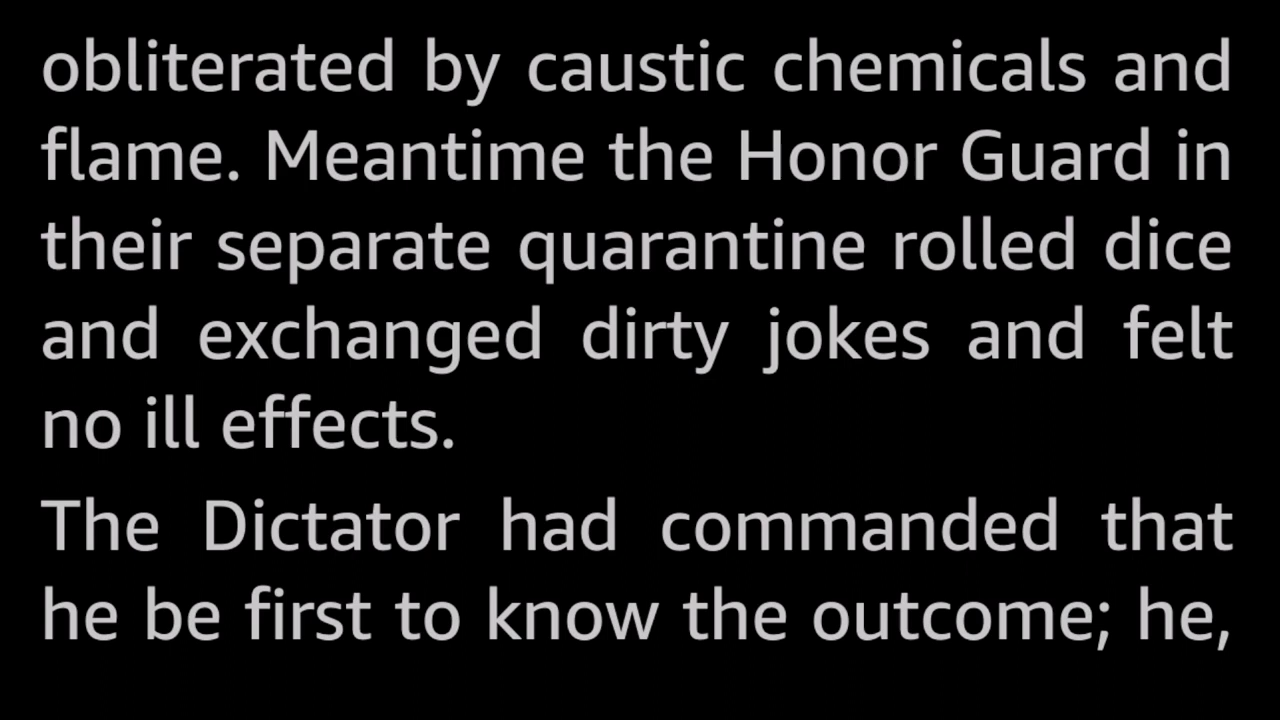 obliterated by caustic chemicals and
flame. Meantime the Honor Guard in
their separate quarantine rolled dice
and exchanged dirty jokes and felt
no ill effects.
The Dictator had commanded that
he be first to know the outcome; he,